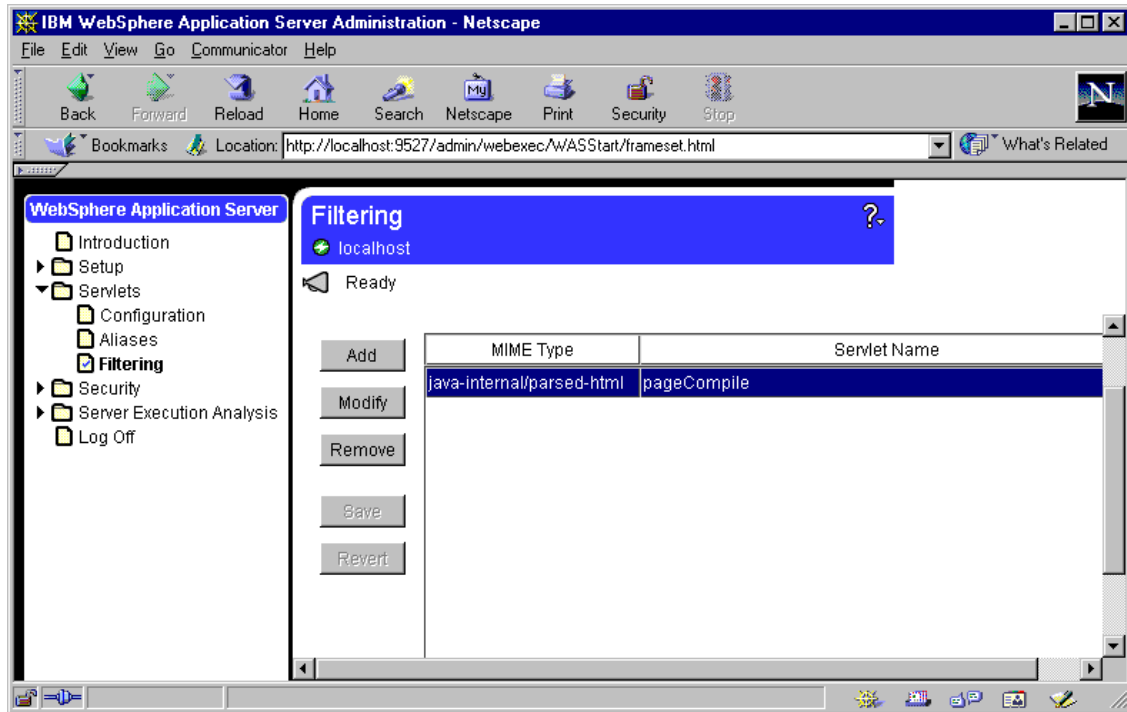 IBM WebSphere Application Server Administration - Netscape
File Edit View Go Communicator Help
Back Forward Reload Home Search Netscape Print Security Stop
My
N
Bookmarks Location: http://localhost:9527/admin/webexec/WASStart/frameset.html What's Related
WebSphere Application Server
Introduction
Setup
Servlets
Configuration
Aliases
Filtering
Security
Server Execution Analysis
Log Off
Filtering
?
localhost
Ready
Add
Modify
Remove
Save
Revert
MIME Type Servlet Name
java-internal/parsed-html pageCompile